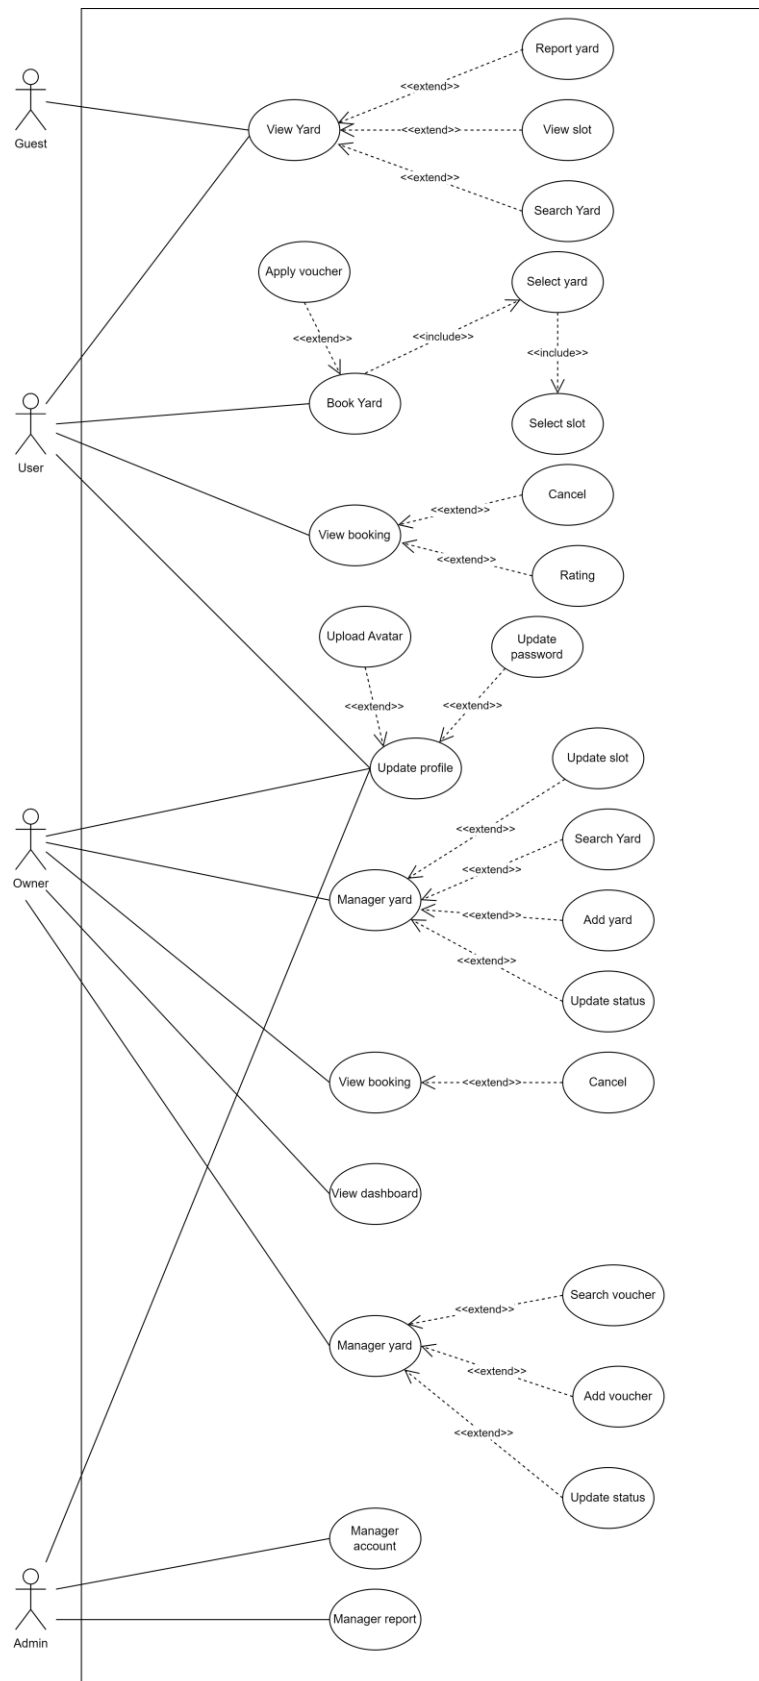 Report yard
<<extend>>
Guest
View Yard
<<extend>>
View slot
<<extend>>
Search Yard
Apply voucher
Select yard
<<extend>>
<<include>>
<<include>>
User
Book Yard
Select slot
Cancel
<<extend>>
View booking
<<extend>>
Rating
Upload Avatar
Update
password
<<extend>>
<<extend>>
Update profile
Update slot
<<extend>>
Search Yard
<<extend>>
Owner
Manager yard
<<extend>>
Add yard
<<extend>>
Update status
View booking
<<extend>>
Cancel
View dashboard
Search voucher
<<extend>>
Manager yard
<<extend>>
Add voucher
<<extend>>
Update status
Manager
account
Admin
Manager report